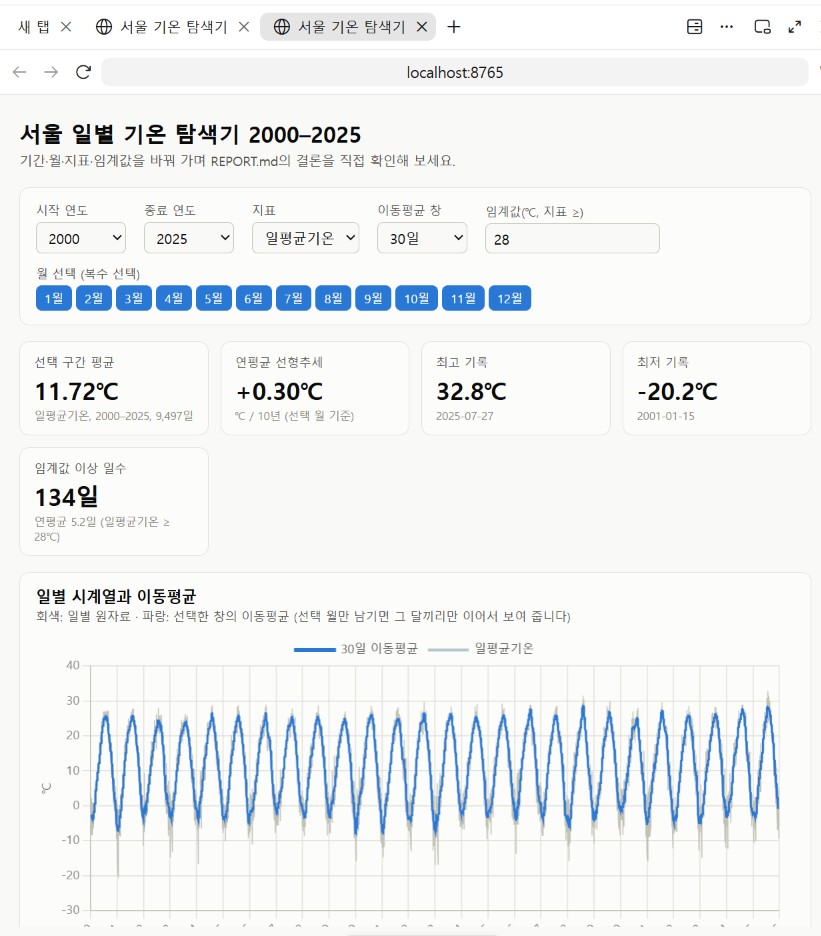 새 탭
서울 기온 탐색기
서울 기온 탐색기
localhost:8765
서울 일별 기온 탐색기 2000–2025
기간·월·지표·임계값을 바꿔 가며 REPORT.md의 결론을 직접 확인해 보세요.
시작 연도 종료 연도 지표 이동평균 창 임계값(℃, 지표 ≥)
2000 2025 일평균기온 30일 28
월 선택 (복수 선택)
1월 2월 3월 4월 5월 6월 7월 8월 9월 10월 11월 12월
선택 구간 평균
11.72℃
일평균기온, 2000–2025, 9,497일
연평균 선형추세
+0.30℃
℃ / 10년 (선택 월 기준)
최고 기록
32.8℃
2025-07-27
최저 기록
-20.2℃
2001-01-15
임계값 이상 일수
134일
연평균 5.2일 (일평균기온 ≥
28℃)
일별 시계열과 이동평균
회색: 일별 원자료 · 파랑: 선택한 창의 이동평균 (선택 월만 남기면 그 달끼리만 이어서 보여 줍니다)
30일 이동평균 일평균기온
40
30
20
10
℃
0
-10
-20
-30